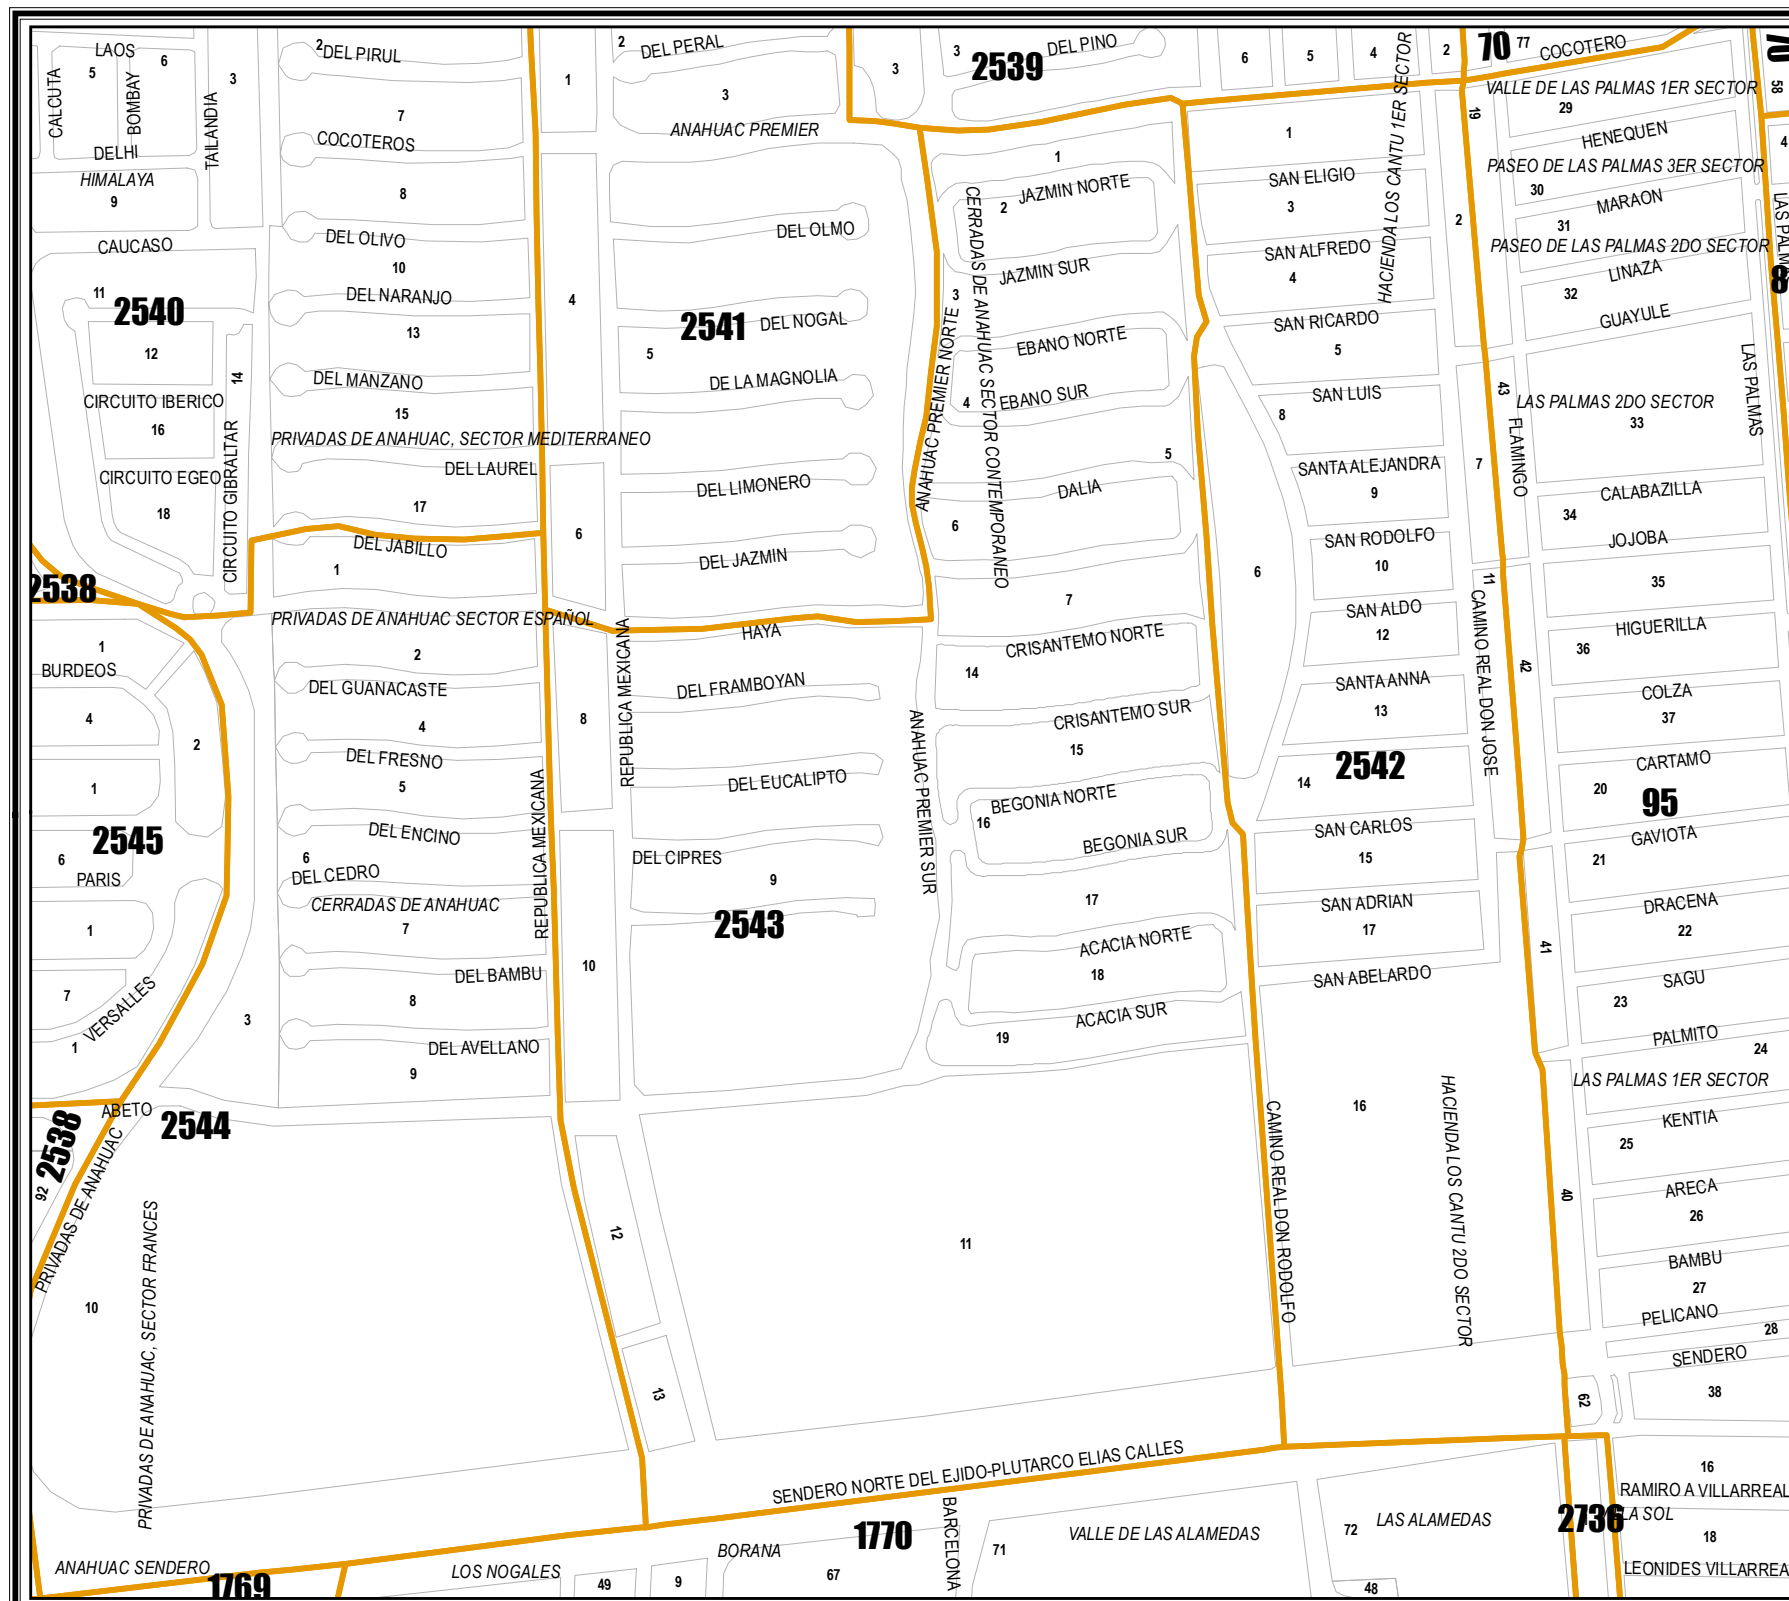 LAOS
5
6
3
CALCUTA
BOMBAY
TAILANDIA
DELHI
HIMALAYA
9
CAUCASO
11
2540
12
14
CIRCUITO IBERICO
16
CIRCUITO EGEO
18
CIRCUITO GIBRALTAR
2
DEL PIRUL
7
COCOTEROS
8
DEL OLIVO
10
DEL NARANJO
13
DEL MANZANO
15
PRIVADAS DE ANAHUAC, SECTOR MEDITERRANEO
DEL LAUREL
17
DEL JABILLO
1
PRIVADAS DE ANAHUAC SECTOR ESPAÑOL
2
DEL GUANACASTE
4
DEL FRESNO
5
DEL ENCINO
6
DEL CEDRO
CERRADAS DE ANAHUAC
7
DEL BAMBU
8
DEL AVELLANO
9
2538
1
BURDEOS
4
2
1
2545
6
PARIS
1
7
VERSALLES
1
3
ABETO
2544
2538
92
PRIVADAS DE ANAHUAC
10
PRIVADAS DE ANAHUAC, SECTOR FRANCES
ANAHUAC SENDERO
1769
1
2
DEL PERAL
3
ANAHUAC PREMIER
3
4
DEL OLMO
2541
DEL NOGAL
5
DE LA MAGNOLIA
DEL LIMONERO
6
DEL JAZMIN
HAYA
REPUBLICA MEXICANA
DEL FRAMBOYAN
8
DEL EUCALIPTO
REPUBLICA MEXICANA
DEL CIPRES
9
2543
10
ANAHUAC PREMIER SUR
12
11
13
3
2539
DEL PINO
1
JAZMIN NORTE
2
CERRADAS DE ANAHUAC SECTOR CONTEMPORANEO
JAZMIN SUR
3
EBANO NORTE
ANAHUAC PREMIER NORTE
4
EBANO SUR
5
DALIA
6
7
CRISANTEMO NORTE
14
CRISANTEMO SUR
15
BEGONIA NORTE
16
BEGONIA SUR
17
ACACIA NORTE
18
ACACIA SUR
19
6
5
4
2
HACIENDA LOS CANTU 1ER SECTOR
1
SAN ELIGIO
3
SAN ALFREDO
4
2
SAN RICARDO
5
SAN LUIS
8
SANTA ALEJANDRA
9
7
SAN RODOLFO
10
6
SAN ALDO
12
11
SANTA ANNA
13
CAMINO REAL DON JOSE
2542
14
SAN CARLOS
15
SAN ADRIAN
17
SAN ABELARDO
16
HACIENDA LOS CANTU 2DO SECTOR
CAMINO REAL DON RODOLFO
70
77
COCOTERO
70
58
VALLE DE LAS PALMAS 1ER SECTOR
29
19
HENEQUEN
4
PASEO DE LAS PALMAS 3ER SECTOR
30
MARAON
31
PASEO DE LAS PALMAS 2DO SECTOR
LAS PALMAS
LINAZA
8
32
GUAYULE
LAS PALMAS
43
LAS PALMAS 2DO SECTOR
33
FLAMINGO
CALABAZILLA
34
JOJOBA
35
HIGUERILLA
36
42
COLZA
37
CARTAMO
20
95
GAVIOTA
21
DRACENA
22
41
SAGU
23
PALMITO
24
LAS PALMAS 1ER SECTOR
KENTIA
25
40
ARECA
26
BAMBU
27
PELICANO
28
SENDERO
38
62
SENDERO NORTE DEL EJIDO-PLUTARCO ELIAS CALLES
LOS NOGALES
49
9
BORANA
67
1770
BARCELONA
71
VALLE DE LAS ALAMEDAS
72
LAS ALAMEDAS
48
2736
16
RAMIRO A VILLARREAL
LA SOL
18
LEONIDES VILLARREA